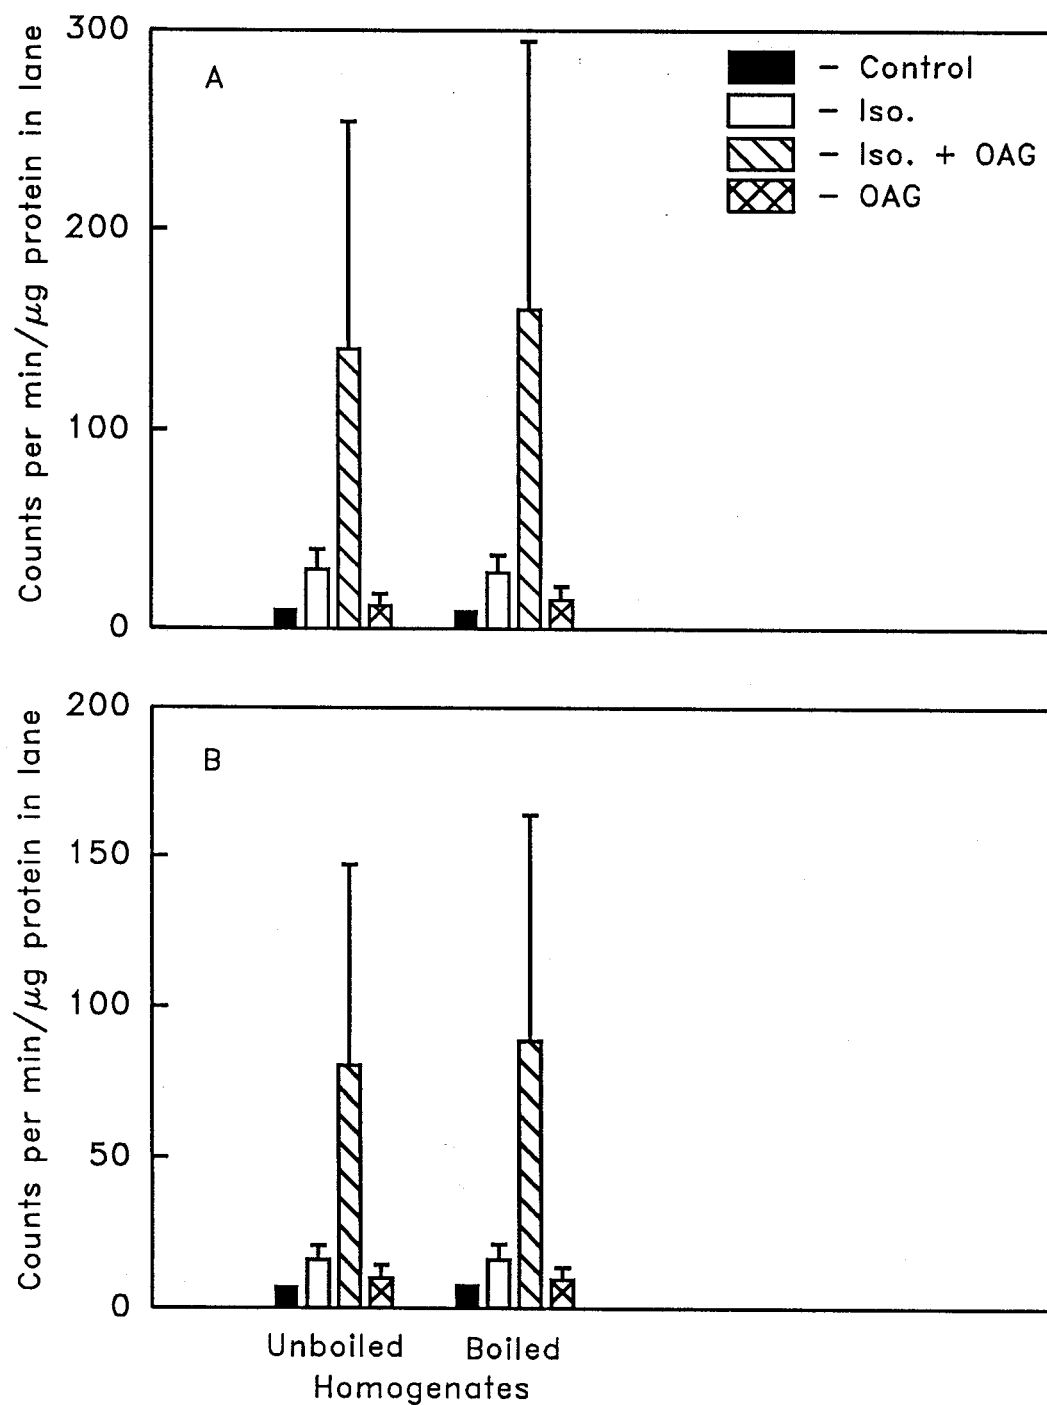 Counts per min/μg protein in lane
300
200
100
0
A
– Control
– Iso.
– Iso. + OAG
– OAG
Counts per min/μg protein in lane
200
150
100
50
0
B
Unboiled Boiled
Homogenates